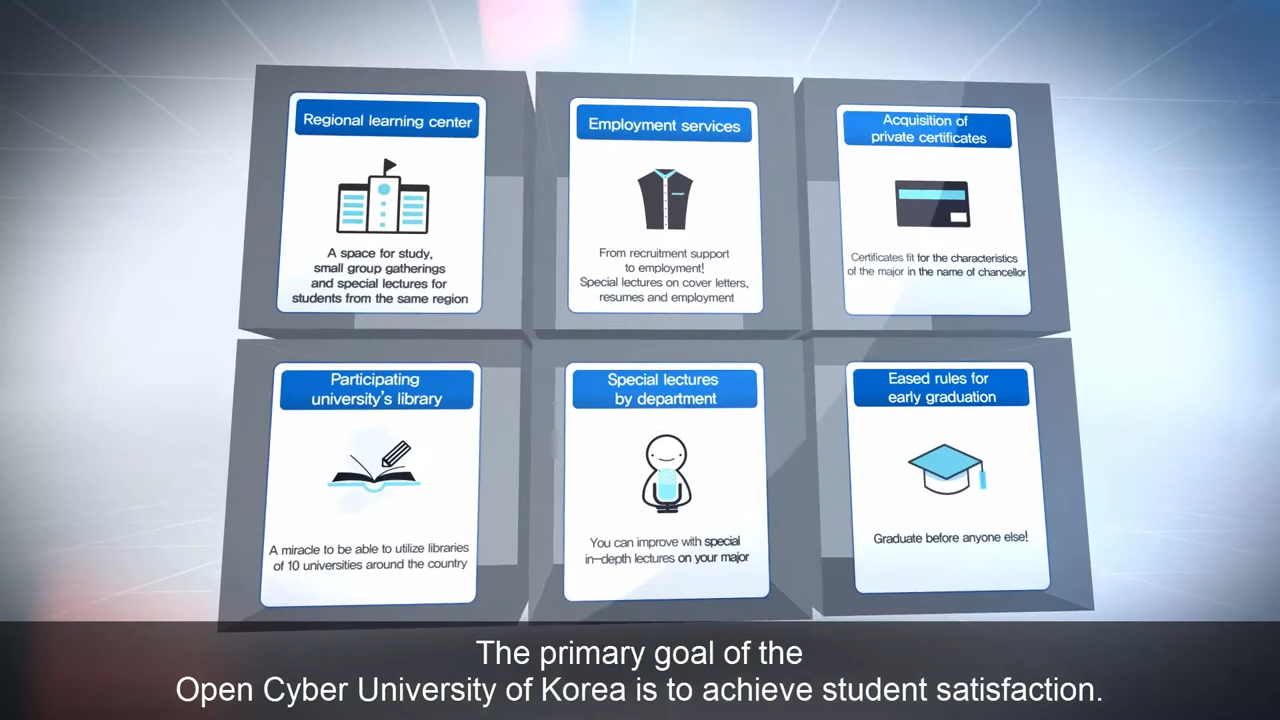 Regional learning center
A space for study,
small group gatherings
and special lectures for
students from the same region
Employment services
From recruitment support
to employment!
Special lectures on cover letters,
resumes and employment
Acquisition of
private certificates
Certificates fit for the characteristics
of the major in the name of chancellor
Participating
university's library
A miracle to be able to utilize libraries
of 10 universities around the country
Special lectures
by department
You can improve with special
in-depth lectures on your major
Eased rules for
early graduation
Graduate before anyone else!
The primary goal of the
Open Cyber University of Korea is to achieve student satisfaction.